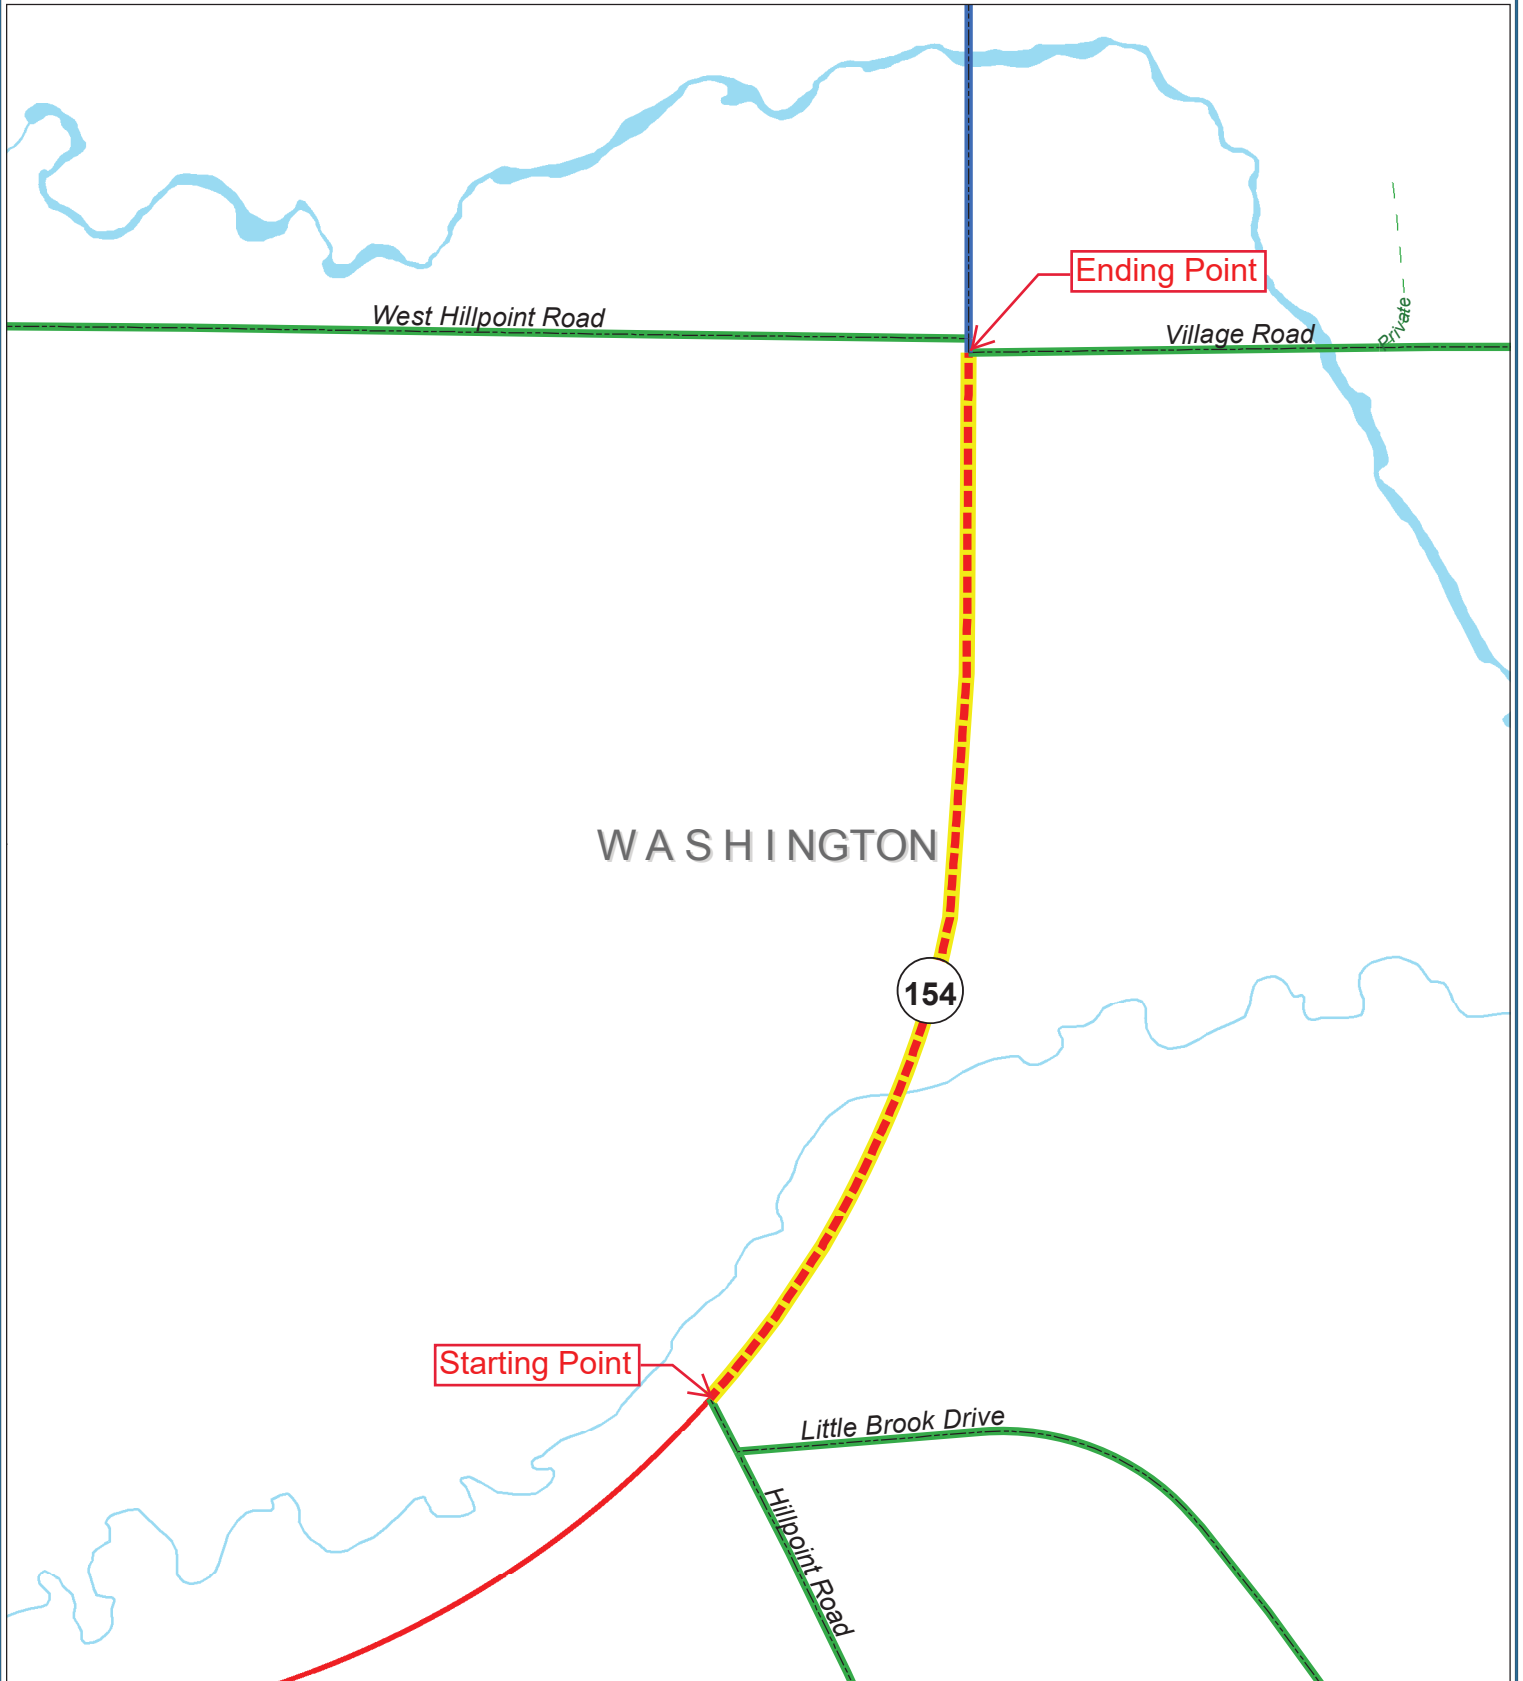 Ending Point
West Hillpoint Road
Village Road
Private
WASHINGTON
154
Starting Point
Little Brook Drive
Hillpoint Road